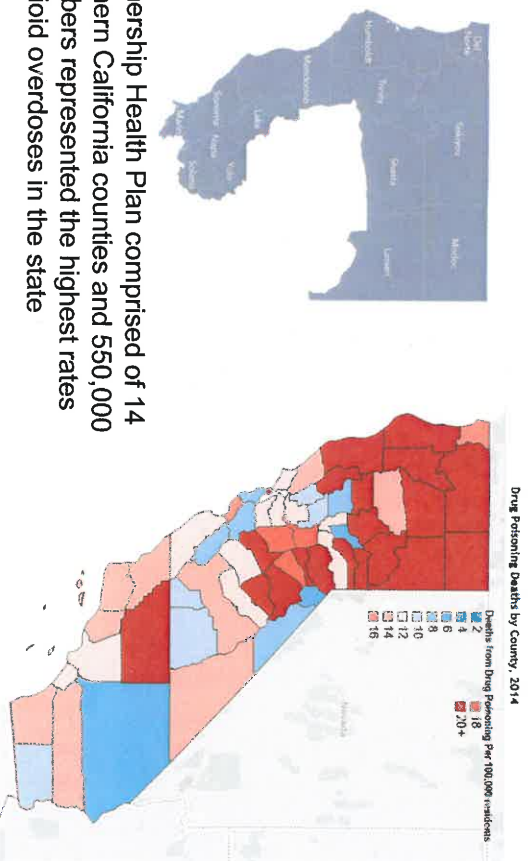 Drug Poisoning Deaths by County, 2014
Deaths from Drug Poisoning Per 100,000 residents
2
4
6
8
10
12
14
16
18
20+
Nevada
Del
Norte
Siskiyou
Modoc
Humboldt
Trinity
Shasta
Lassen
Mendocino
Lake
Sonoma
Napa
Yolo
Marin
Solano
nership Health Plan comprised of 14
hern California counties and 550,000
bers represented the highest rates
ioid overdoses in the state